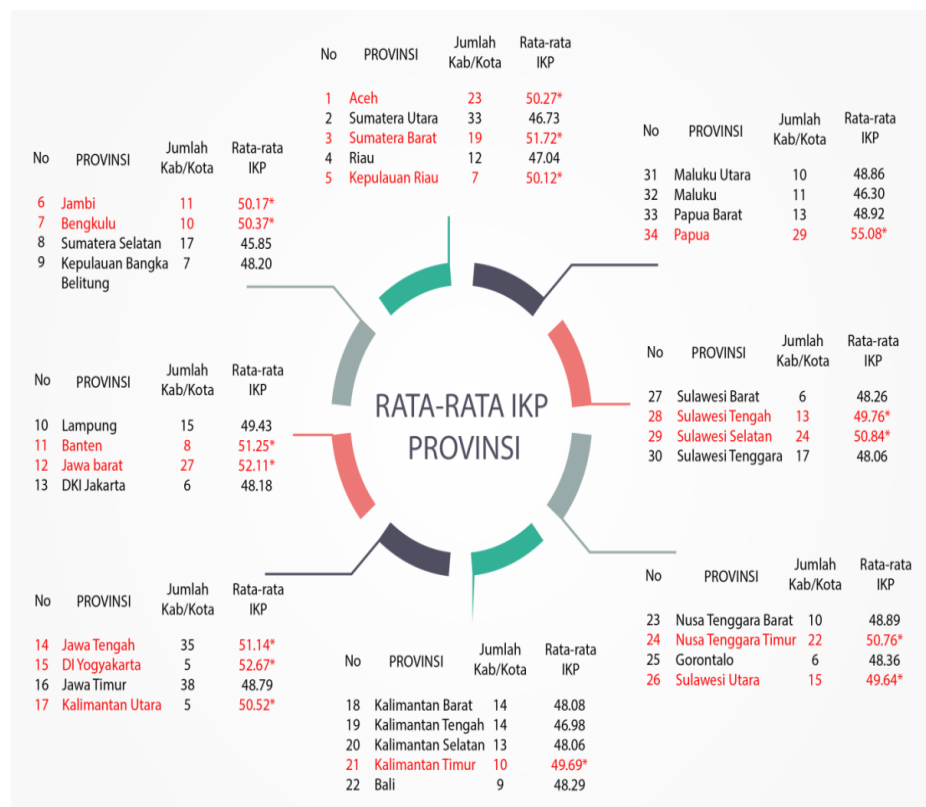 No PROVINSI Jumlah Kab/Kota Rata-rata IKP
1 Aceh 23 50.27*
2 Sumatera Utara 33 46.73
3 Sumatera Barat 19 51.72*
4 Riau 12 47.04
5 Kepulauan Riau 7 50.12*
No PROVINSI Jumlah Kab/Kota Rata-rata IKP
6 Jambi 11 50.17*
7 Bengkulu 10 50.37*
8 Sumatera Selatan 17 45.85
9 Kepulauan Bangka 7 48.20
Belitung
No PROVINSI Jumlah Kab/Kota Rata-rata IKP
10 Lampung 15 49.43
11 Banten 8 51.25*
12 Jawa barat 27 52.11*
13 DKI Jakarta 6 48.18
No PROVINSI Jumlah Kab/Kota Rata-rata IKP
14 Jawa Tengah 35 51.14*
15 DI Yogyakarta 5 52.67*
16 Jawa Timur 38 48.79
17 Kalimantan Utara 5 50.52*
No PROVINSI Jumlah Kab/Kota Rata-rata IKP
18 Kalimantan Barat 14 48.08
19 Kalimantan Tengah 14 46.98
20 Kalimantan Selatan 13 48.06
21 Kalimantan Timur 10 49.69*
22 Bali 9 48.29
No PROVINSI Jumlah Kab/Kota Rata-rata IKP
23 Nusa Tenggara Barat 10 48.89
24 Nusa Tenggara Timur 22 50.76*
25 Gorontalo 6 48.36
26 Sulawesi Utara 15 49.64*
No PROVINSI Jumlah Kab/Kota Rata-rata IKP
27 Sulawesi Barat 6 48.26
28 Sulawesi Tengah 13 49.76*
29 Sulawesi Selatan 24 50.84*
30 Sulawesi Tenggara 17 48.06
No PROVINSI Jumlah Kab/Kota Rata-rata IKP
31 Maluku Utara 10 48.86
32 Maluku 11 46.30
33 Papua Barat 13 48.92
34 Papua 29 55.08*
RATA-RATA IKP
PROVINSI